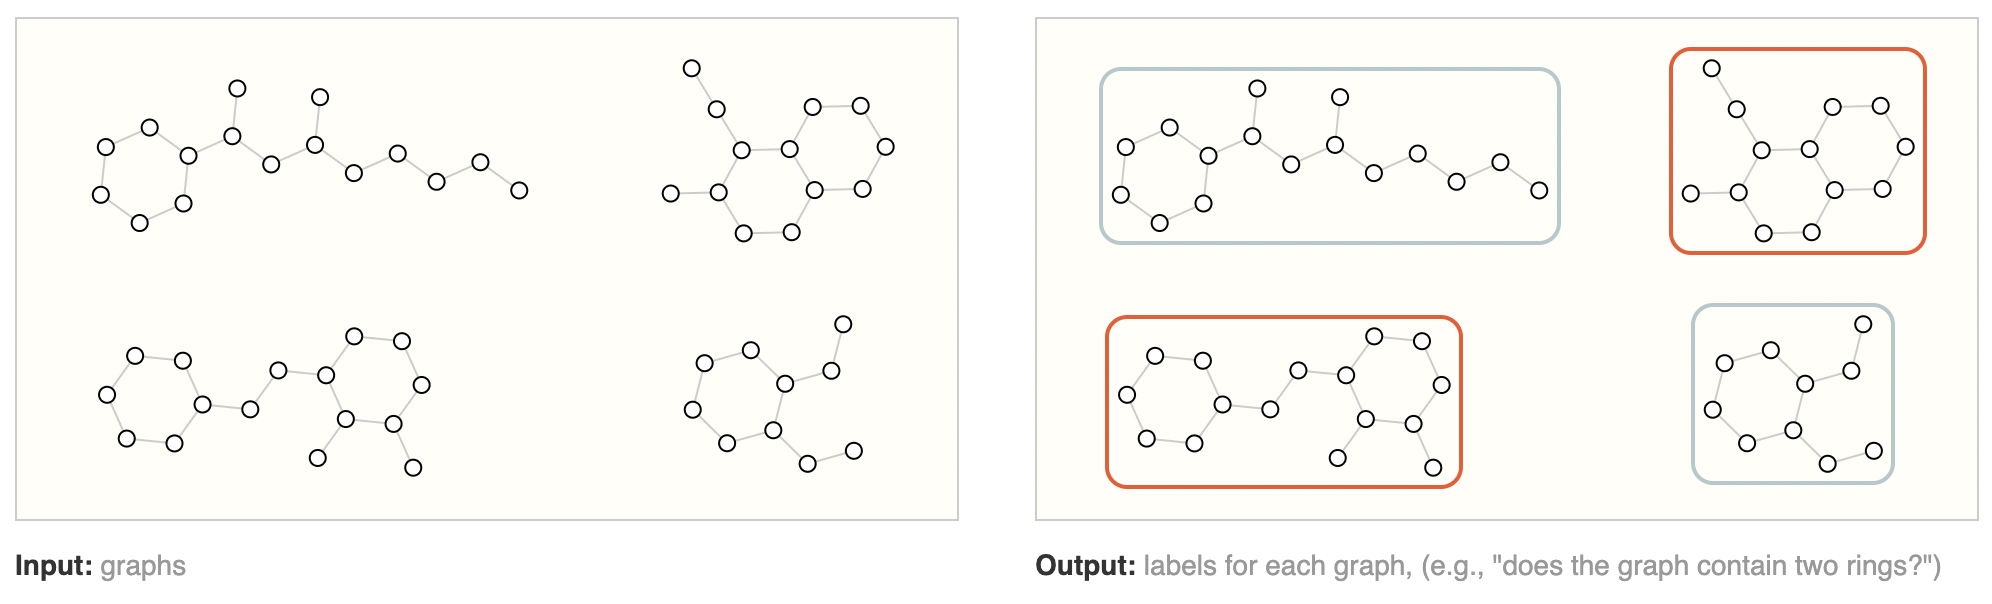 Input: graphs
Output: labels for each graph, (e.g., "does the graph contain two rings?")